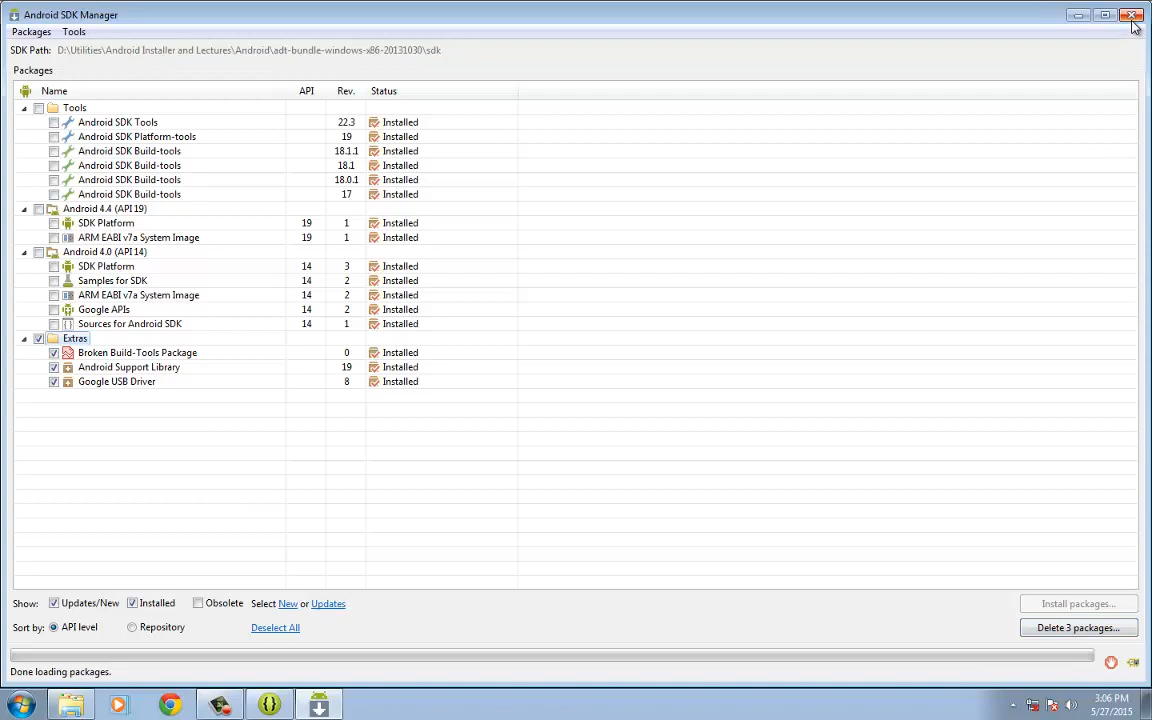 Android SDK Manager
Packages Tools
SDK Path: D:\Utilities\Android Installer and Lectures\Android\adt-bundle-windows-x86-20131030\sdk
Packages
Name API Rev. Status
Tools
Android SDK Tools 22.3 Installed
Android SDK Platform-tools 19 Installed
Android SDK Build-tools 18.1.1 Installed
Android SDK Build-tools 18.1 Installed
Android SDK Build-tools 18.0.1 Installed
Android SDK Build-tools 17 Installed
Android 4.4 (API 19)
SDK Platform 19 1 Installed
ARM EABI v7a System Image 19 1 Installed
Android 4.0 (API 14)
SDK Platform 14 3 Installed
Samples for SDK 14 2 Installed
ARM EABI v7a System Image 14 2 Installed
Google APIs 14 2 Installed
Sources for Android SDK 14 1 Installed
Extras
Broken Build-Tools Package 0 Installed
Android Support Library 19 Installed
Google USB Driver 8 Installed
Show: Updates/New Installed Obsolete Select New or Updates Install packages...
Sort by: API level Repository Deselect All Delete 3 packages...
Done loading packages.
3:06 PM
5/27/2015